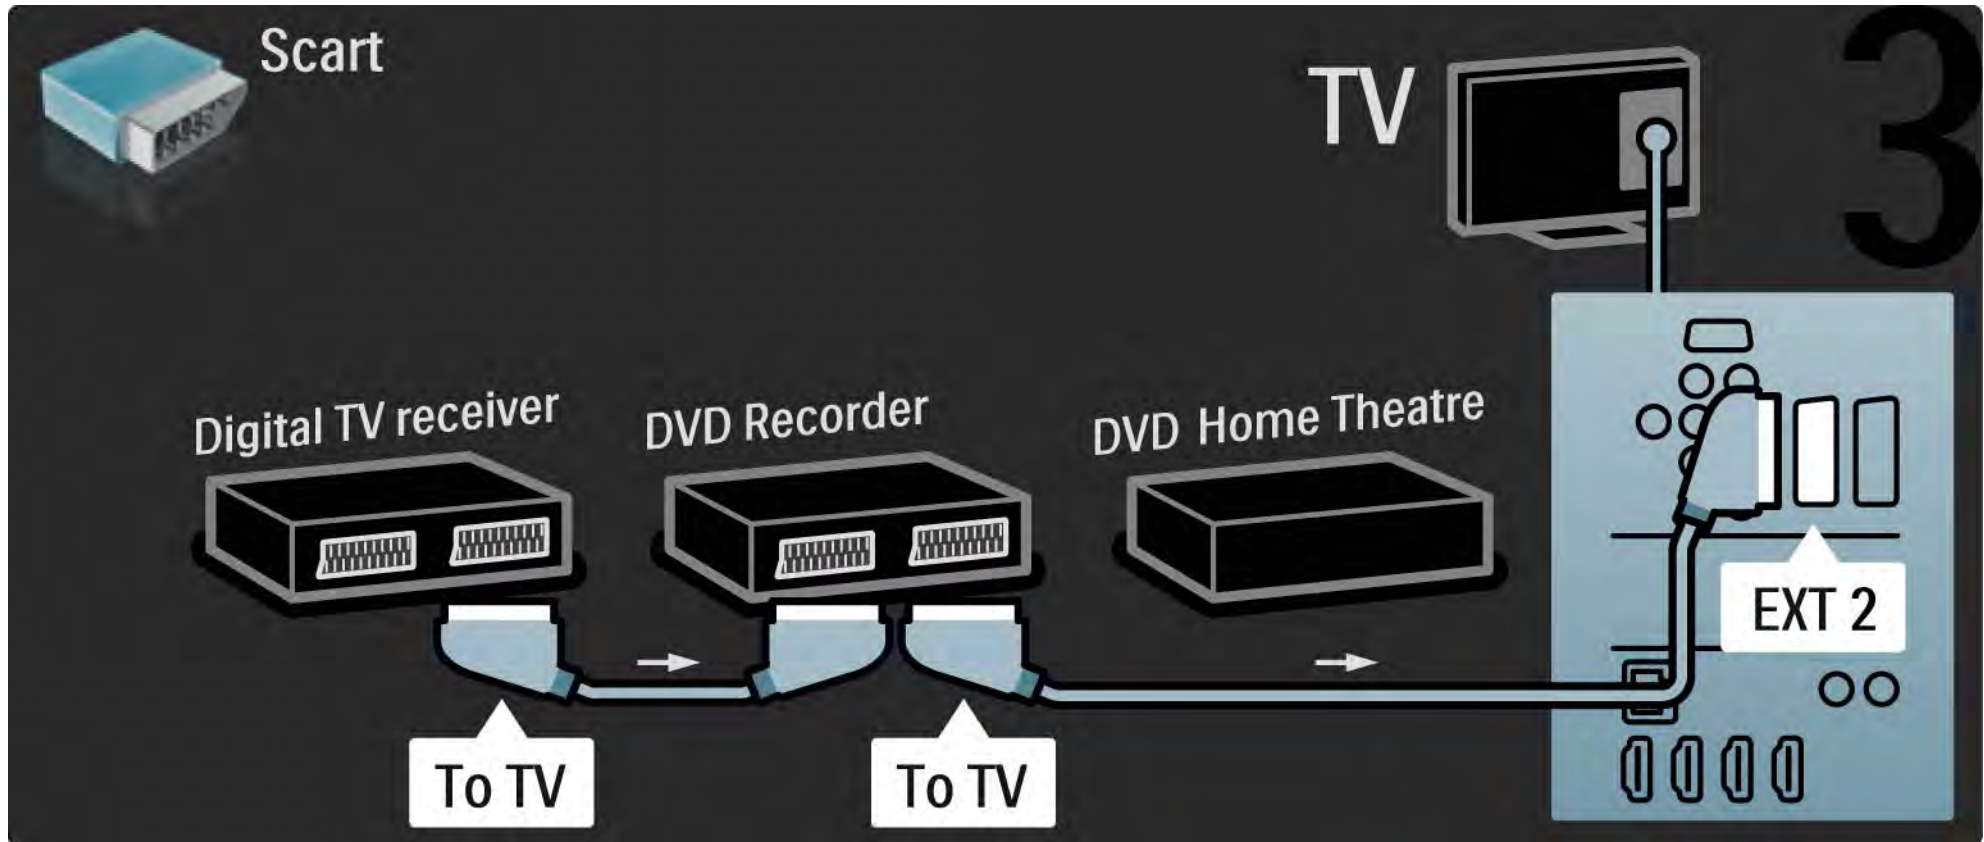 Scart
TV
3
Digital TV receiver
DVD Recorder
DVD Home Theatre
EXT 2
To TV
To TV